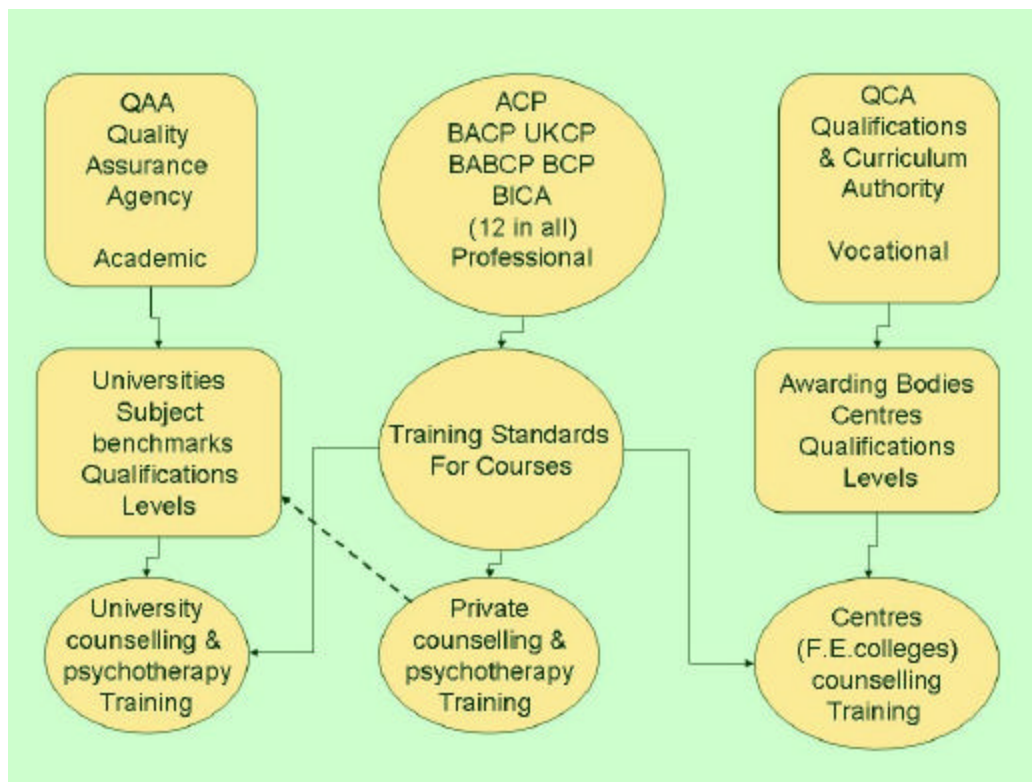 QAA
Quality
Assurance
Agency
Academic
ACP
BACP UKCP
BABCP BCP
BICA
(12 in all)
Professional
QCA
Qualifications
& Curriculum
Authority
Vocational
Universities
Subject
benchmarks
Qualifications
Levels
Training Standards
For Courses
Awarding Bodies
Centres
Qualifications
Levels
University
counselling &
psychotherapy
Training
Private
counselling &
psychotherapy
Training
Centres
(F.E.colleges)
counselling
Training